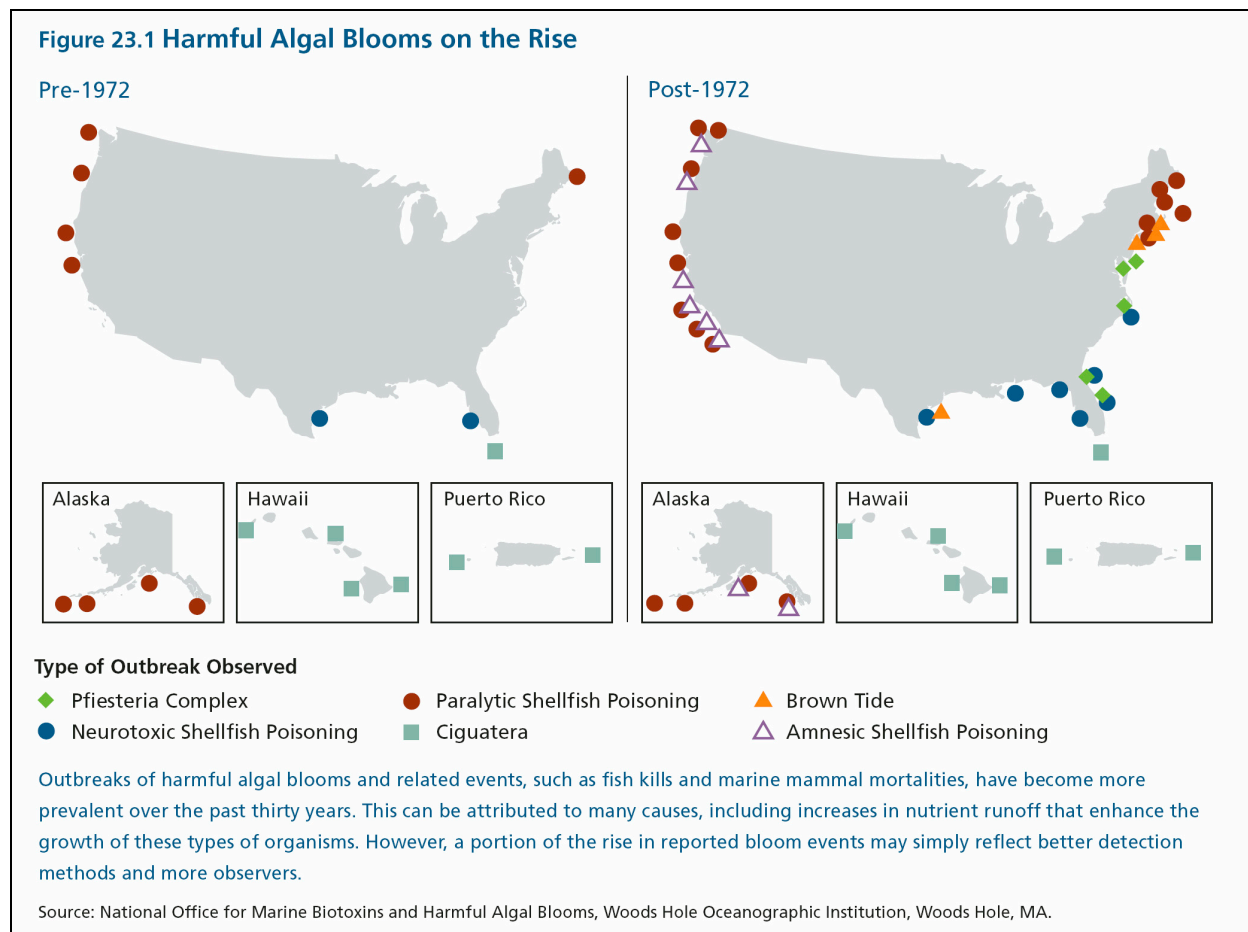 Figure 23.1 Harmful Algal Blooms on the Rise
Pre-1972
Post-1972
Alaska
Hawaii
Puerto Rico
Alaska
Hawaii
Puerto Rico
Type of Outbreak Observed
Pfiesteria Complex
Paralytic Shellfish Poisoning
Brown Tide
Neurotoxic Shellfish Poisoning
Ciguatera
Amnesic Shellfish Poisoning
Outbreaks of harmful algal blooms and related events, such as fish kills and marine mammal mortalities, have become more
prevalent over the past thirty years. This can be attributed to many causes, including increases in nutrient runoff that enhance the
growth of these types of organisms. However, a portion of the rise in reported bloom events may simply reflect better detection
methods and more observers.
Source: National Office for Marine Biotoxins and Harmful Algal Blooms, Woods Hole Oceanographic Institution, Woods Hole, MA.